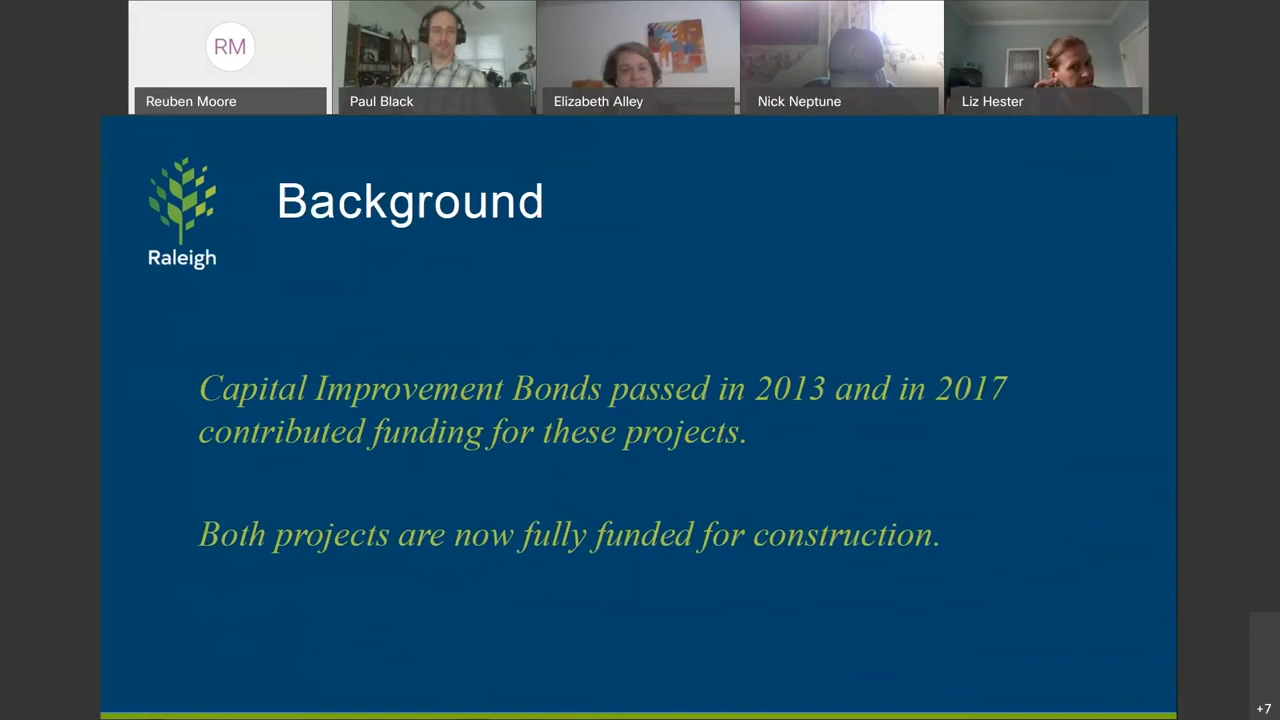 RM
Reuben Moore
Paul Black
Elizabeth Alley
Nick Neptune
Liz Hester
Raleigh
Background
Capital Improvement Bonds passed in 2013 and in 2017
contributed funding for these projects.
Both projects are now fully funded for construction.
+7